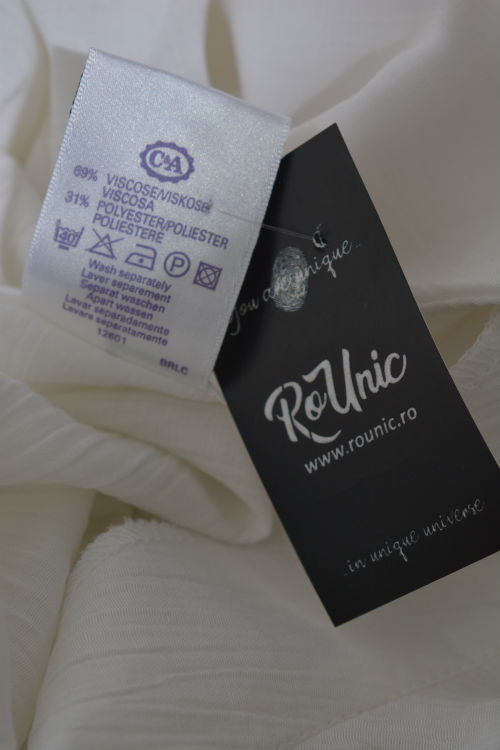 C&A
69% VISCOSE/VISKOSE
VISCOSA
31% POLYESTER/POLIESTER
POLIESTERE
40
P
Wash separately
Laver separement
Separat waschen
Apart wassen
Lavar separadamente
Lavare separatamente
12601
BRLC
you are unique...
RoUnic
www.rounic.ro
...in unique universe